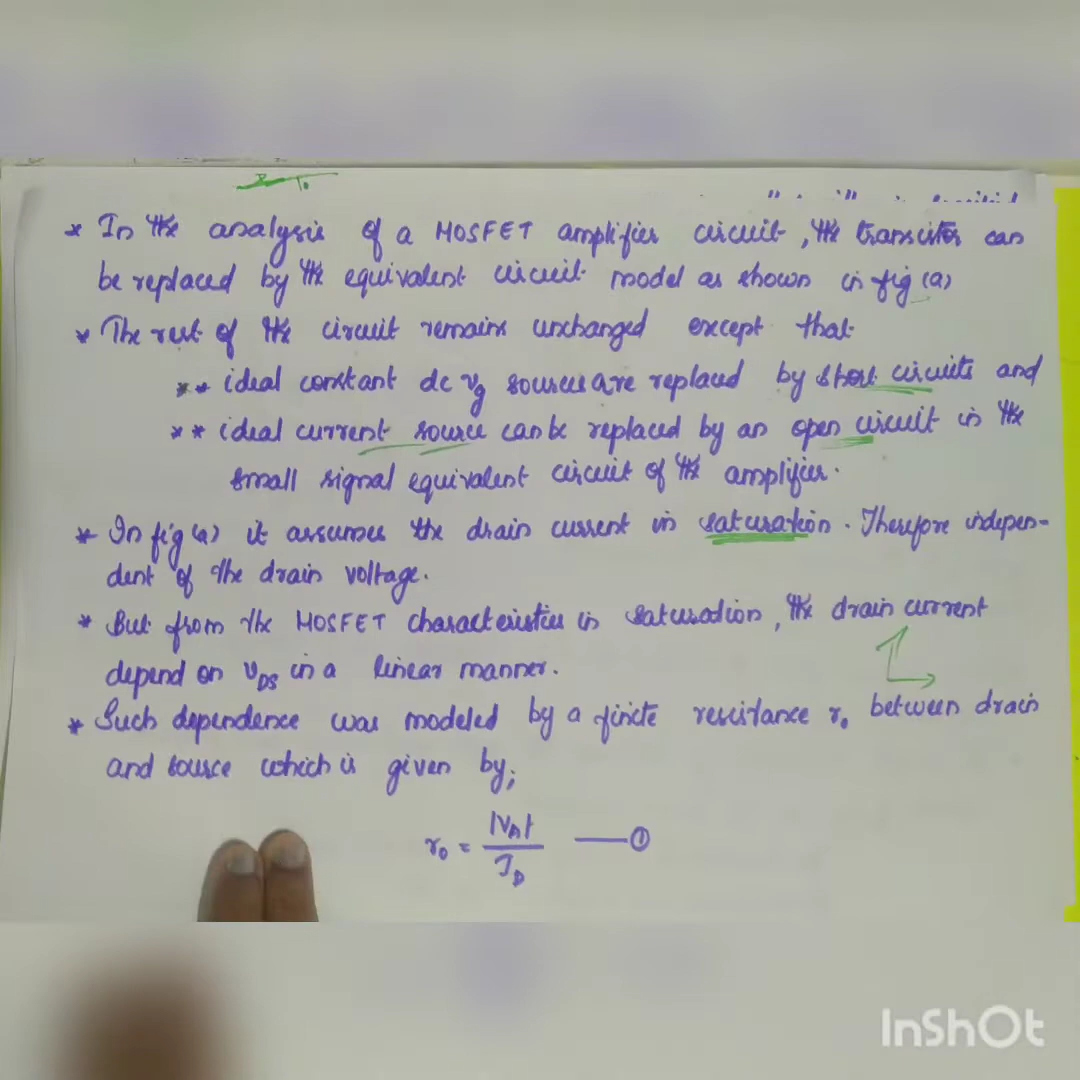 * In the analysis of a MOSFET amplifier circuit, the transistor can
be replaced by the equivalent circuit model as shown in fig (a)
* The rest of the circuit remains unchanged except that
** ideal constant dc vg sources are replaced by short circuits and
** ideal current source can be replaced by an open circuit in the
small signal equivalent circuit of the amplifier.
* In fig (a) it assumes the drain current in saturation. Therefore indepen-
dent of the drain voltage.
* But from the MOSFET characteristics in saturation, the drain current
depend on VDS in a linear manner.
* Such dependence was modeled by a finite resistance ro between drain
and source which is given by;
ro = |VA| / ID —— ①
InShOt